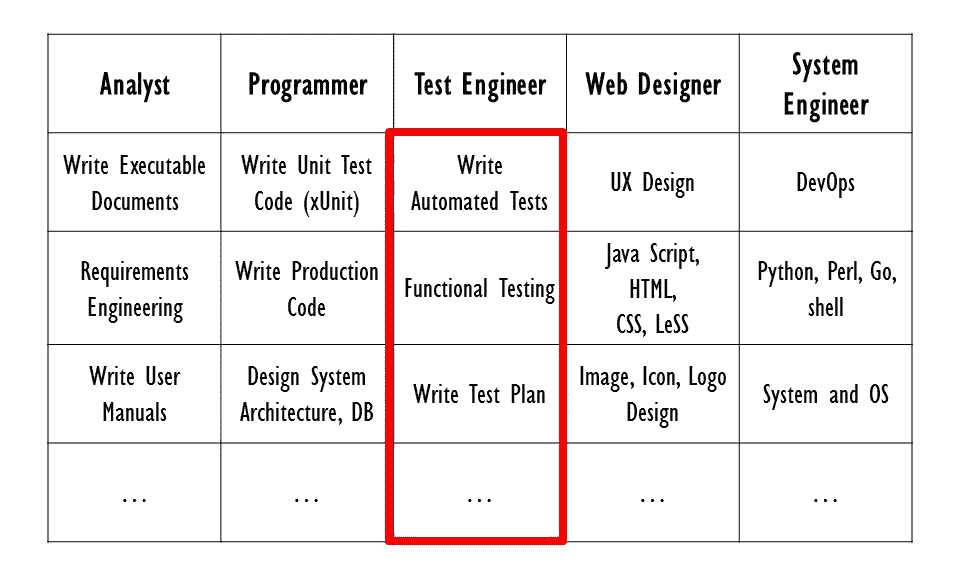 Analyst
Programmer
Test Engineer
Web Designer
System
Engineer
Write Executable
Documents
Write Unit Test
Code (xUnit)
Write
Automated Tests
UX Design
DevOps
Requirements
Engineering
Write Production
Code
Functional Testing
Java Script,
HTML,
CSS, LeSS
Python, Perl, Go,
shell
Write User
Manuals
Design System
Architecture, DB
Write Test Plan
Image, Icon, Logo
Design
System and OS
...
...
...
...
...